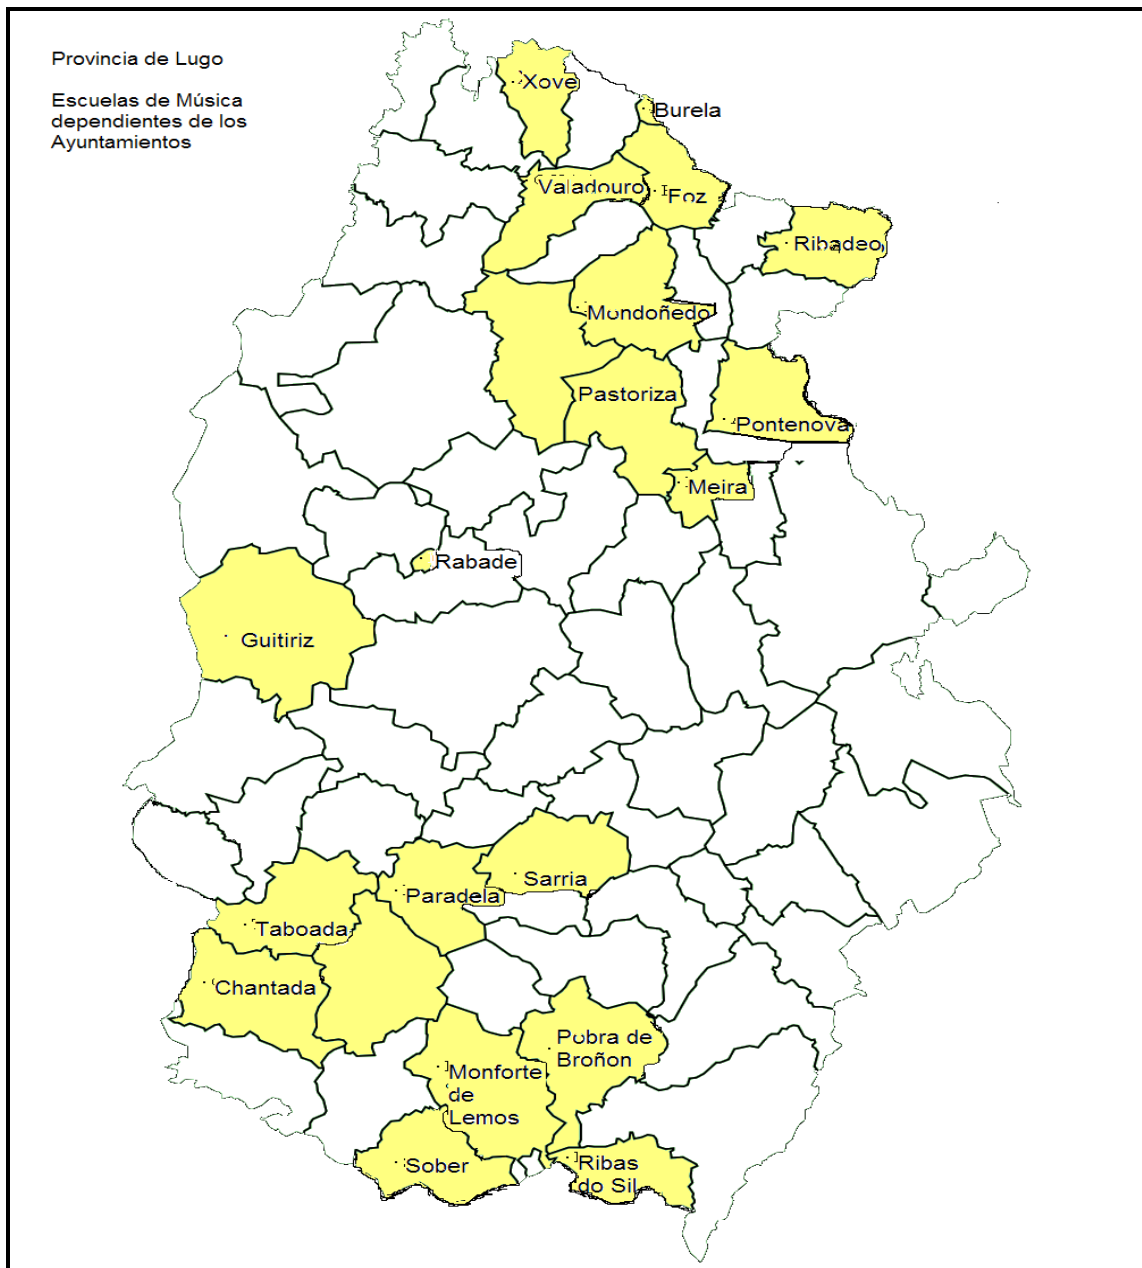 Provincia de Lugo
Escuelas de Música
dependientes de los
Ayuntamientos
Xove
Burela
Valadouro
Foz
Ribadeo
Mondoñedo
Pastoriza
Pontenova
Meira
Rabade
Guitiriz
Sarria
Paradela
Taboada
Chantada
Pobra de
Broñon
Monforte
de
Lemos
Sober
Ribas
do Sil